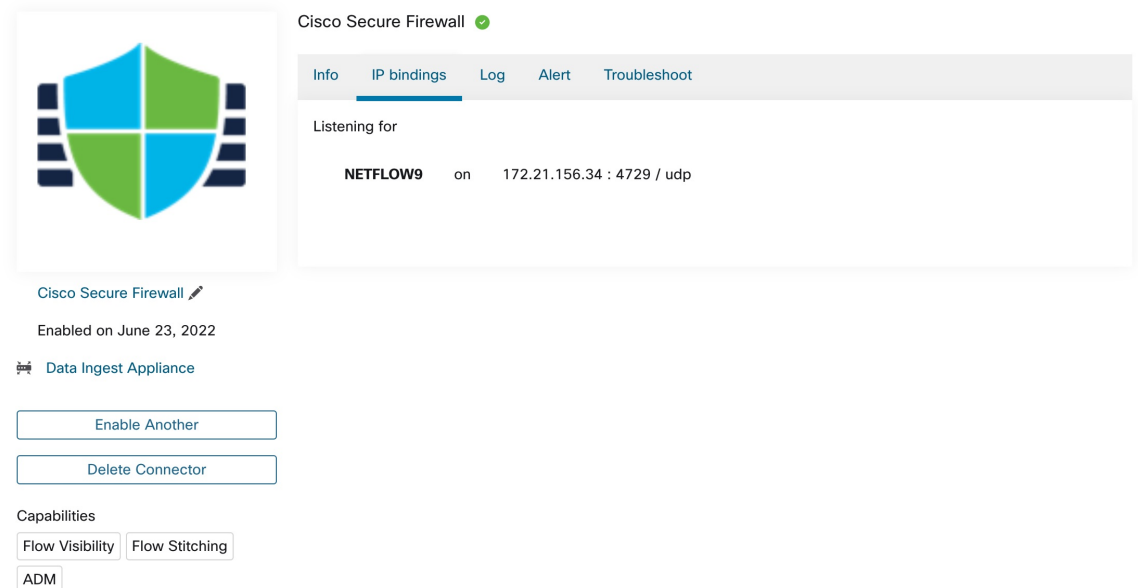 Cisco Secure Firewall
Info IP bindings Log Alert Troubleshoot
Listening for
NETFLOW9 on 172.21.156.34 : 4729 / udp
Cisco Secure Firewall
Enabled on June 23, 2022
Data Ingest Appliance
Enable Another
Delete Connector
Capabilities
Flow Visibility Flow Stitching
ADM